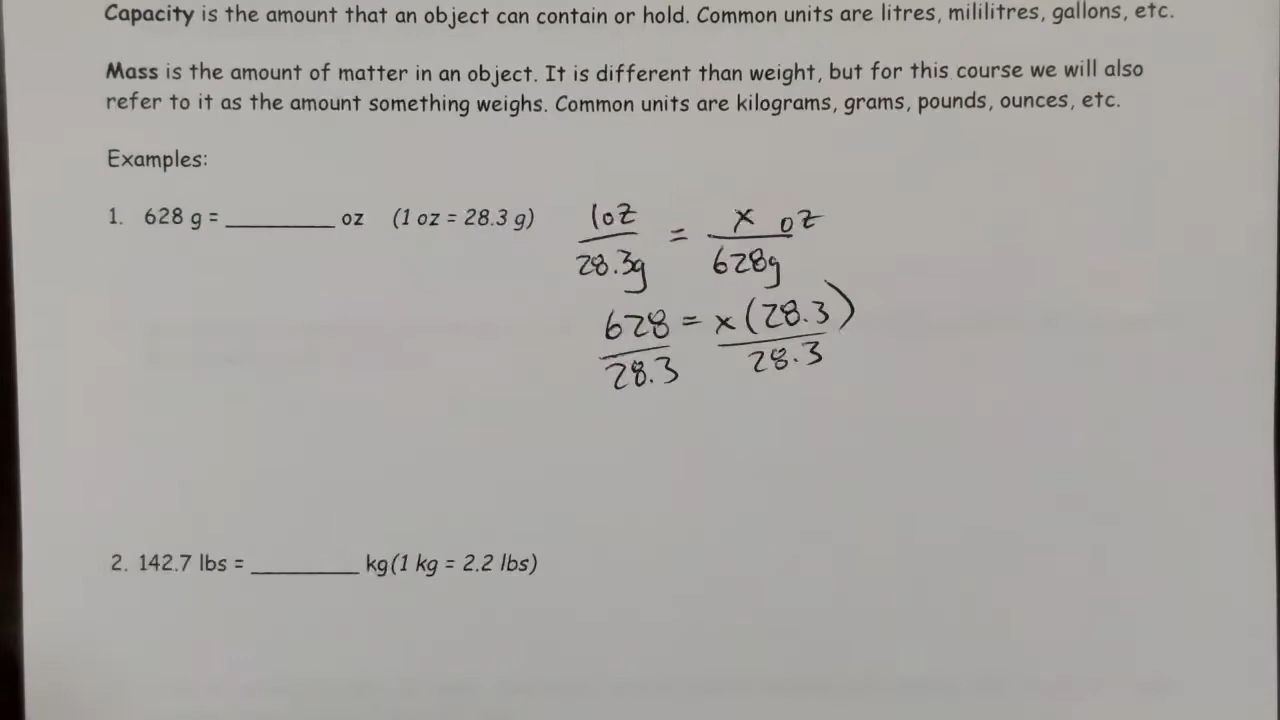 Capacity is the amount that an object can contain or hold. Common units are litres, mililitres, gallons, etc.
Mass is the amount of matter in an object. It is different than weight, but for this course we will also
refer to it as the amount something weighs. Common units are kilograms, grams, pounds, ounces, etc.
Examples:
1. 628 g = __________ oz (1 oz = 28.3 g)
1oz = x oz
28.3g 628g
628 = x (28.3)
28.3 28.3
2. 142.7 lbs = __________ kg(1 kg = 2.2 lbs)